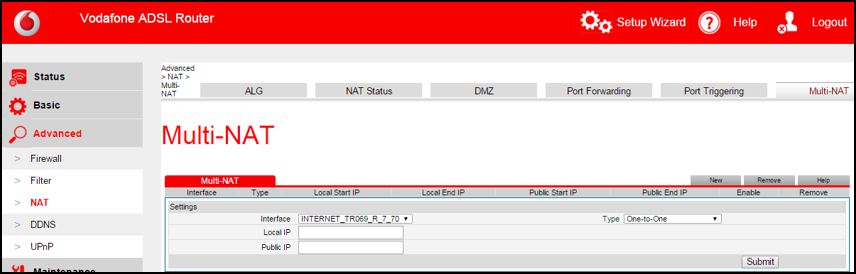 Vodafone ADSL Router
Setup Wizard
Help
Logout
Status
Basic
Advanced
> Firewall
> Filter
> NAT
> DDNS
> UPnP
Maintenance
Advanced
> NAT >
Multi-
NAT
ALG NAT Status DMZ Port Forwarding Port Triggering Multi-NAT
Multi-NAT
Multi-NAT New Remove Help
Interface Type Local Start IP Local End IP Public Start IP Public End IP Enable Remove
Settings
Interface INTERNET_TR069_R_7_70 Type One-to-One
Local IP
Public IP
Submit